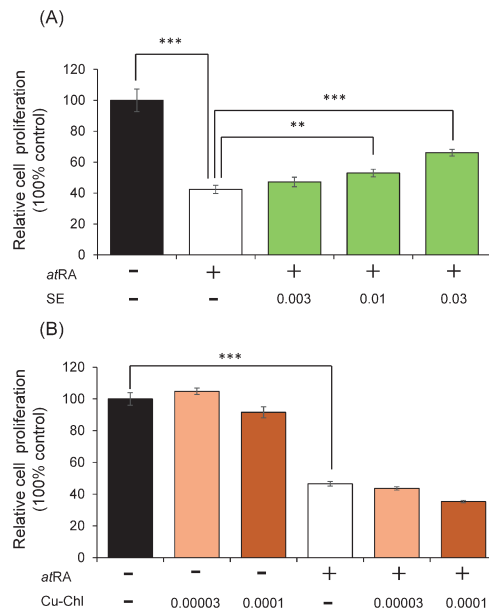 (A)
Relative cell proliferation
(100% control)
120
100
80
60
40
20
0
***
***
**
atRA - + + + +
SE - - 0.003 0.01 0.03
(B)
Relative cell proliferation
(100% control)
120
100
80
60
40
20
0
***
atRA - - - + + +
Cu-Chl - 0.00003 0.0001 - 0.00003 0.0001